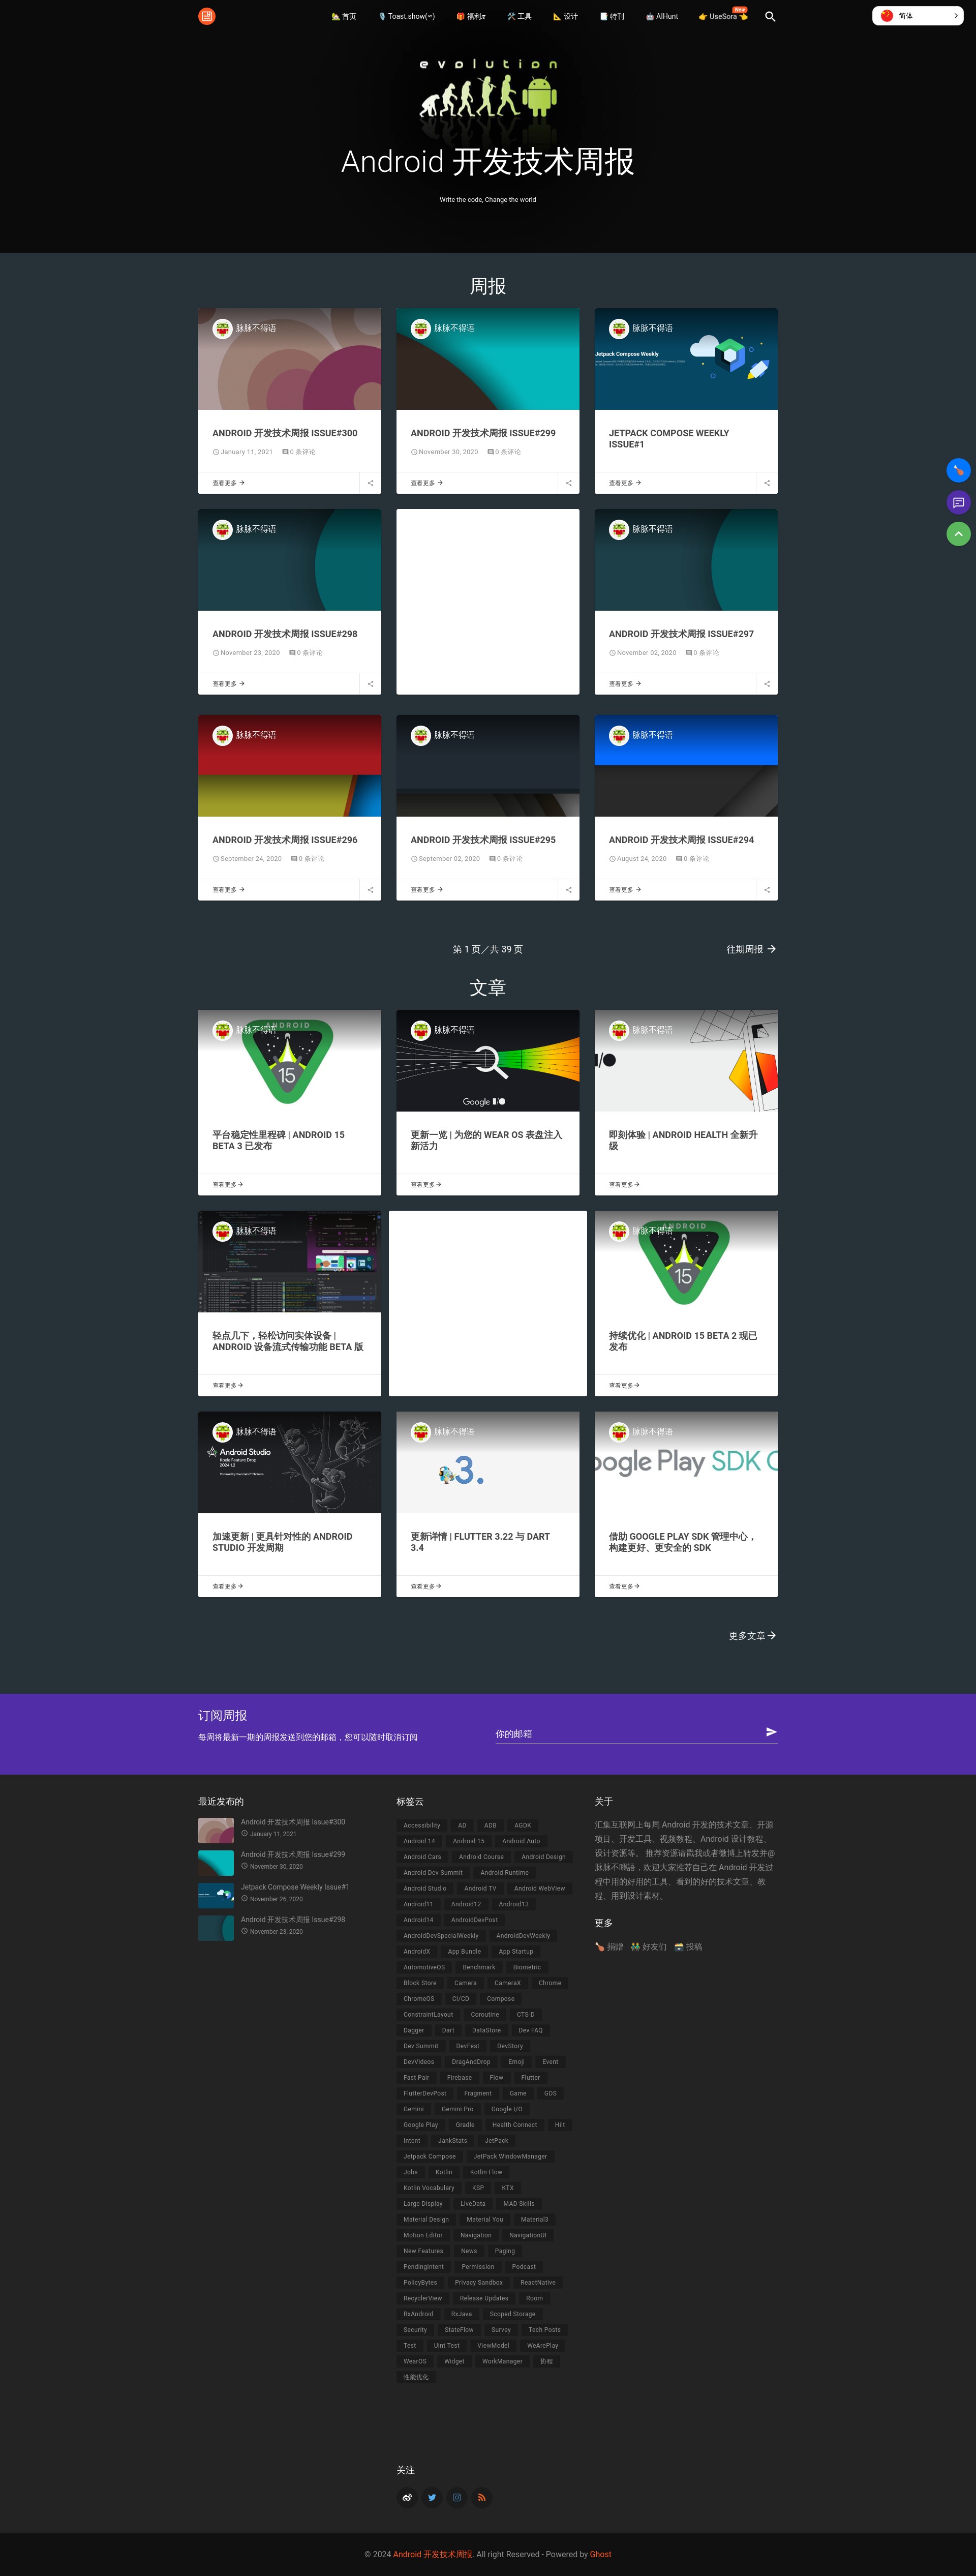 🏡 首页 🎙️ Toast.show(∞) 🎁 福利 🛠️ 工具 📐 设计 📑 特刊 🤖 AIHunt 👉 UseSora 👈 New
简体
evolution
Android 开发技术周报
Write the code, Change the world
周报
脉脉不得语
ANDROID 开发技术周报 ISSUE#300
January 11, 2021 0 条评论
查看更多
脉脉不得语
ANDROID 开发技术周报 ISSUE#299
November 30, 2020 0 条评论
查看更多
脉脉不得语
Jetpack Compose Weekly
JETPACK COMPOSE WEEKLY
ISSUE#1
查看更多
脉脉不得语
ANDROID 开发技术周报 ISSUE#298
November 23, 2020 0 条评论
查看更多
脉脉不得语
ANDROID 开发技术周报 ISSUE#297
November 02, 2020 0 条评论
查看更多
脉脉不得语
ANDROID 开发技术周报 ISSUE#296
September 24, 2020 0 条评论
查看更多
脉脉不得语
ANDROID 开发技术周报 ISSUE#295
September 02, 2020 0 条评论
查看更多
脉脉不得语
ANDROID 开发技术周报 ISSUE#294
August 24, 2020 0 条评论
查看更多
第 1 页／共 39 页
往期周报
文章
脉脉不得语
ANDROID
15
平台稳定性里程碑 | ANDROID 15
BETA 3 已发布
查看更多
脉脉不得语
Google I/O
更新一览 | 为您的 WEAR OS 表盘注入
新活力
查看更多
脉脉不得语
I/O
即刻体验 | ANDROID HEALTH 全新升
级
查看更多
脉脉不得语
轻点几下，轻松访问实体设备 |
ANDROID 设备流式传输功能 BETA 版
查看更多
脉脉不得语
ANDROID
15
持续优化 | ANDROID 15 BETA 2 现已
发布
查看更多
脉脉不得语
Android Studio
Koala Feature Drop
2024.1.2
加速更新 | 更具针对性的 ANDROID
STUDIO 开发周期
查看更多
脉脉不得语
3.
更新详情 | FLUTTER 3.22 与 DART
3.4
查看更多
脉脉不得语
oogle Play SDK C
借助 GOOGLE PLAY SDK 管理中心，
构建更好、更安全的 SDK
查看更多
更多文章
订阅周报
每周将最新一期的周报发送到您的邮箱，您可以随时取消订阅
你的邮箱
最近发布的
Android 开发技术周报 Issue#300
January 11, 2021
Android 开发技术周报 Issue#299
November 30, 2020
Jetpack Compose Weekly Issue#1
November 26, 2020
Android 开发技术周报 Issue#298
November 23, 2020
标签云
Accessibility AD ADB AGDK
Android 14 Android 15 Android Auto
Android Cars Android Course Android Design
Android Dev Summit Android Runtime
Android Studio Android TV Android WebView
Android11 Android12 Android13
Android14 AndroidDevPost
AndroidDevSpecialWeekly AndroidDevWeekly
AndroidX App Bundle App Startup
AutomotiveOS Benchmark Biometric
Block Store Camera CameraX Chrome
ChromeOS CI/CD Compose
ConstraintLayout Coroutine CTS-D
Dagger Dart DataStore Dev FAQ
Dev Summit DevFest DevStory
DevVideos DragAndDrop Emoji Event
Fast Pair Firebase Flow Flutter
FlutterDevPost Fragment Game GDS
Gemini Gemini Pro Google I/O
Google Play Gradle Health Connect Hilt
Intent JankStats JetPack
Jetpack Compose JetPack WindowManager
Jobs Kotlin Kotlin Flow
Kotlin Vocabulary KSP KTX
Large Display LiveData MAD Skills
Material Design Material You Material3
Motion Editor Navigation NavigationUI
New Features News Paging
PendingIntent Permission Podcast
PolicyBytes Privacy Sandbox ReactNative
RecyclerView Release Updates Room
RxAndroid RxJava Scoped Storage
Security StateFlow Survey Tech Posts
Test Uint Test ViewModel WeArePlay
WearOS Widget WorkManager 协程
性能优化
关注
关于
汇集互联网上每周 Android 开发的技术文章、开源
项目、开发工具、视频教程、Android 设计教程、
设计资源等。 推荐资源请戳我或者微博上转发并@
脉脉不嘚語，欢迎大家推荐自己在 Android 开发过
程中用的好用的工具、看到的好的技术文章、教
程、用到设计素材。
更多
🍗 捐赠 👬 好友们 🗃️ 投稿
© 2024 Android 开发技术周报. All right Reserved - Powered by Ghost